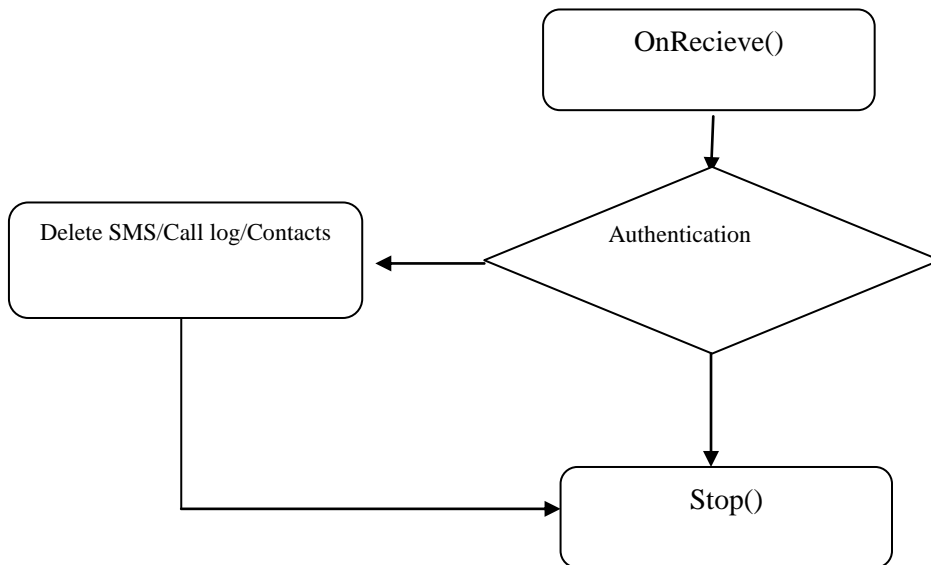 OnRecieve()
Authentication
Delete SMS/Call log/Contacts
Stop()